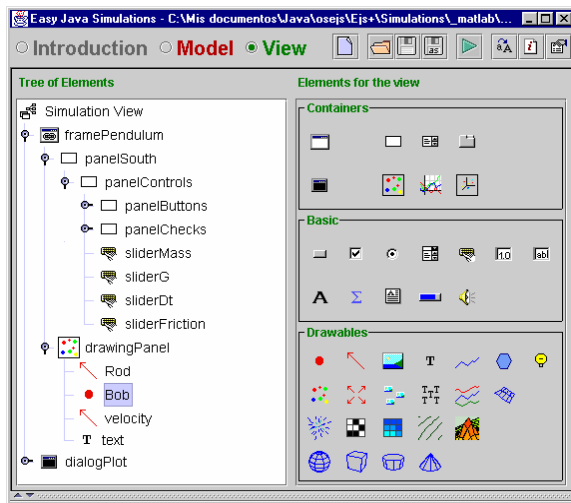 Easy Java Simulations - C:\Mis documentos\Java\osejs\Ejs+\Simulations\_matlab\...
Introduction Model View
Tree of Elements
Elements for the view
Simulation View
framePendulum
panelSouth
panelControls
panelButtons
panelChecks
sliderMass
sliderG
sliderDt
sliderFriction
drawingPanel
Rod
Bob
velocity
T text
dialogPlot
Containers
Basic
1.0 abl
A Σ
Drawables
T
T T T